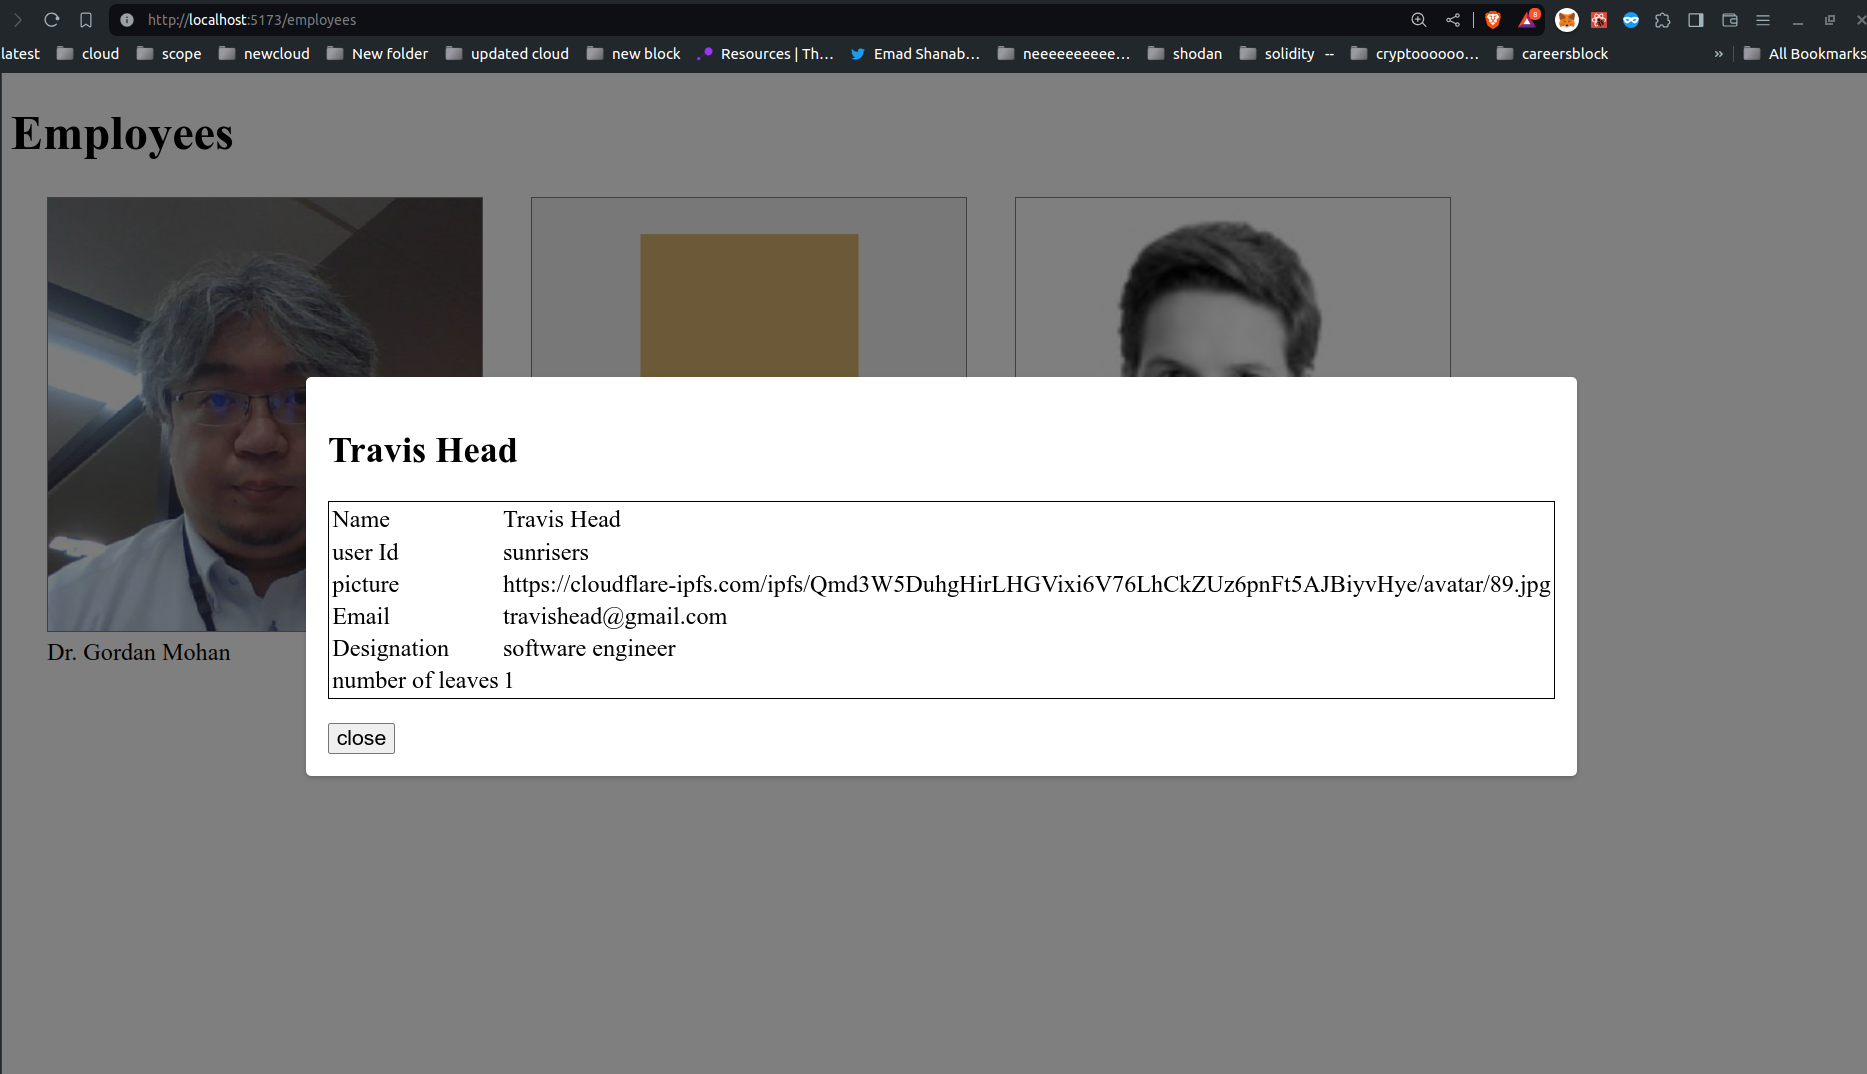 http://localhost:5173/employees
8
latest cloud scope newcloud New folder updated cloud new block Resources | Th... Emad Shanab... neeeeeeeeee... shodan solidity -- cryptoooooo... careersblock » All Bookmarks
Employees
Travis Head
Name Travis Head
user Id sunrisers
picture https://cloudflare-ipfs.com/ipfs/Qmd3W5DuhgHirLHGVixi6V76LhCkZUz6pnFt5AJBiyvHye/avatar/89.jpg
Email travishead@gmail.com
Designation software engineer
number of leaves 1
close
Dr. Gordan Mohan